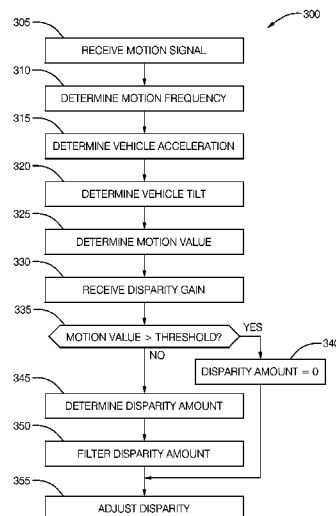 300
305
RECEIVE MOTION SIGNAL
310
DETERMINE MOTION FREQUENCY
315
DETERMINE VEHICLE ACCELERATION
320
DETERMINE VEHICLE TILT
325
DETERMINE MOTION VALUE
330
RECEIVE DISPARITY GAIN
335
MOTION VALUE > THRESHOLD?
YES
NO
340
DISPARITY AMOUNT = 0
345
DETERMINE DISPARITY AMOUNT
350
FILTER DISPARITY AMOUNT
355
ADJUST DISPARITY